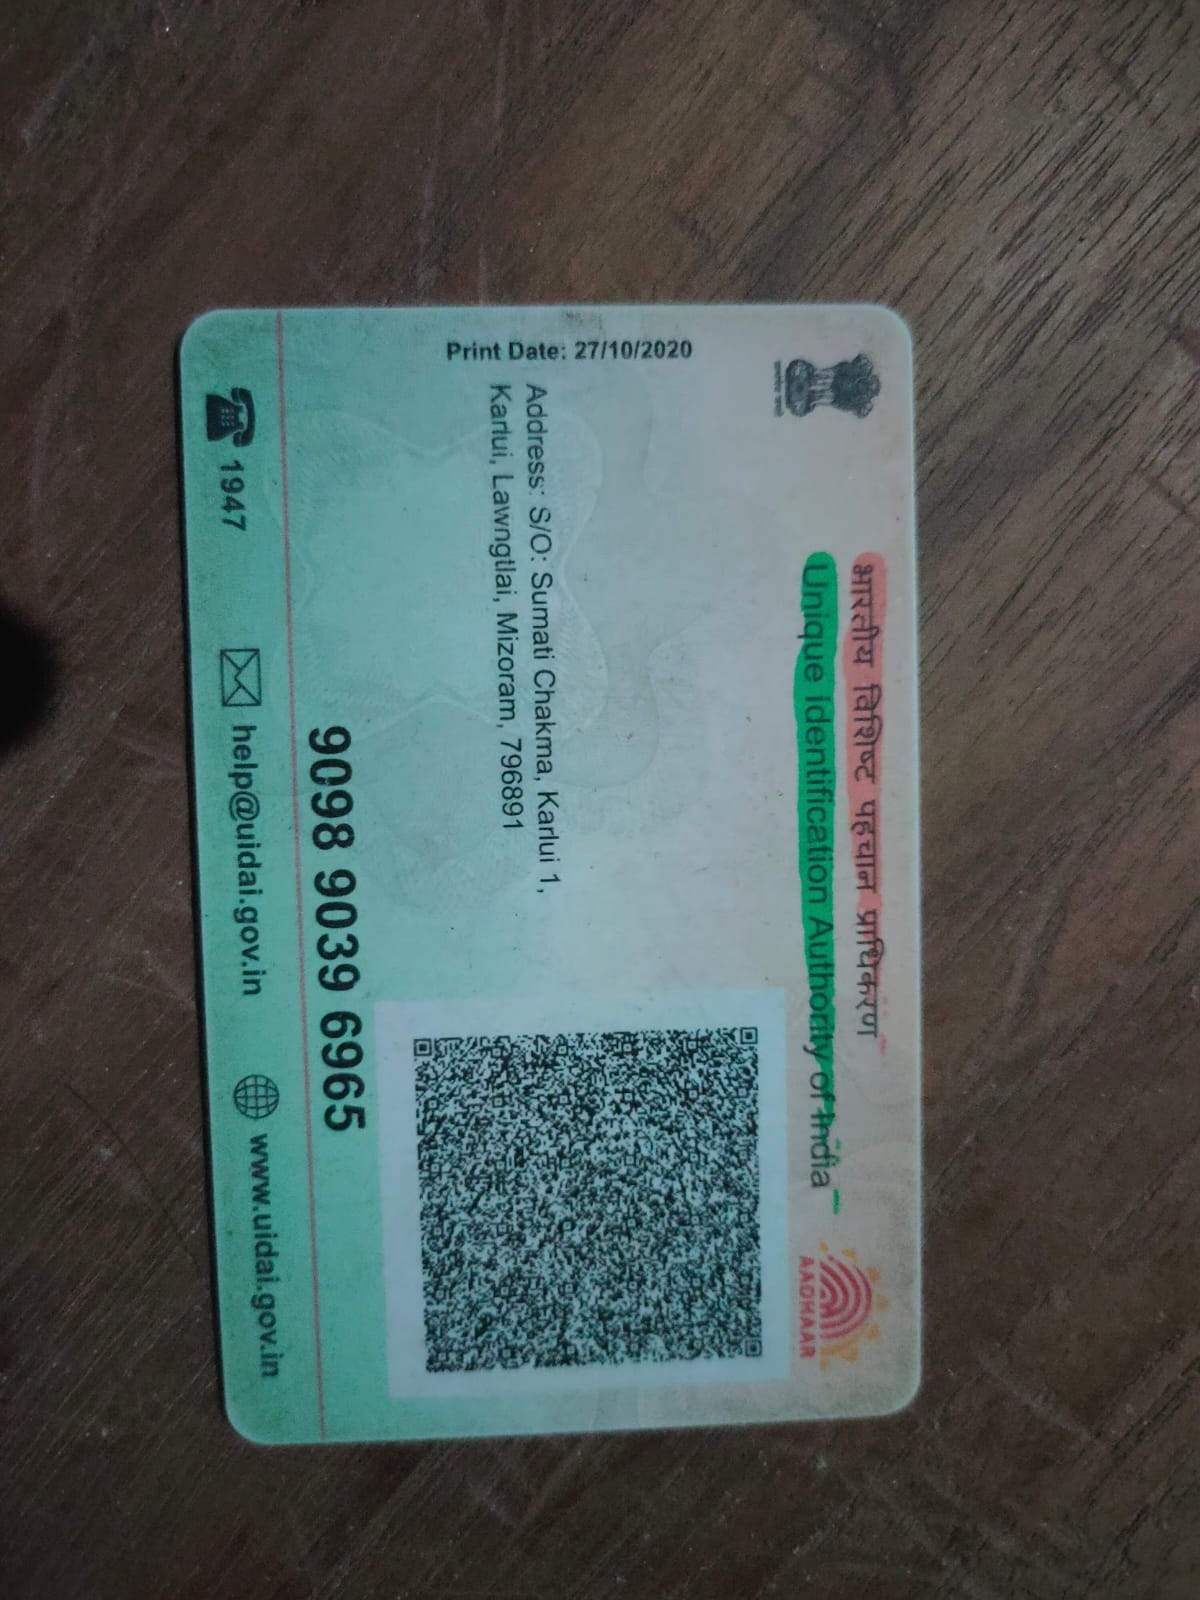 भारतीय विशिष्ट पहचान प्राधिकरण
Unique Identification Authority of India
AADHAAR
Print Date: 27/10/2020
Address: S/O: Sumati Chakma, Karlui 1,
Karlui, Lawngtlai, Mizoram, 796891
9098 9039 6965
1947
help@uidai.gov.in
www.uidai.gov.in